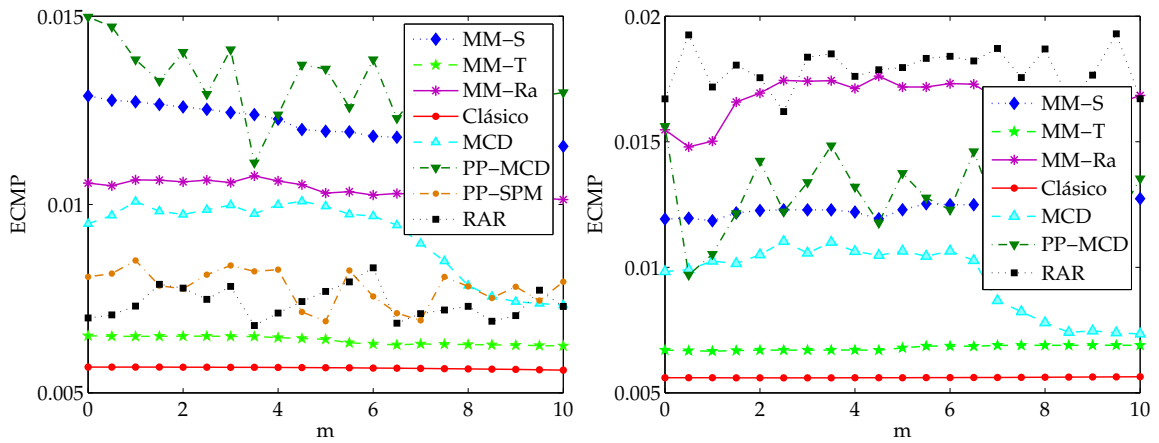 0.015
0.01
0.005
ECMP
0 2 4 6 8 10
m
MM−S
MM−T
MM−Ra
Clásico
MCD
PP−MCD
PP−SPM
RAR
0.02
0.015
0.01
0.005
ECMP
0 2 4 6 8 10
m
MM−S
MM−T
MM−Ra
Clásico
MCD
PP−MCD
RAR